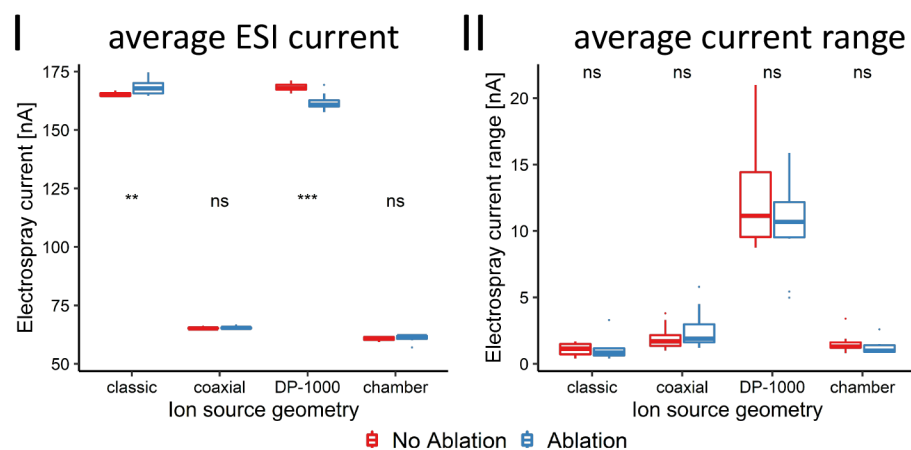 I average ESI current
Electrospray current [nA]
175
150
125
100
75
50
** ns *** ns
classic coaxial DP-1000 chamber
Ion source geometry
II average current range
Electrospray current range [nA]
ns ns ns ns
20
15
10
5
0
classic coaxial DP-1000 chamber
Ion source geometry
No Ablation Ablation